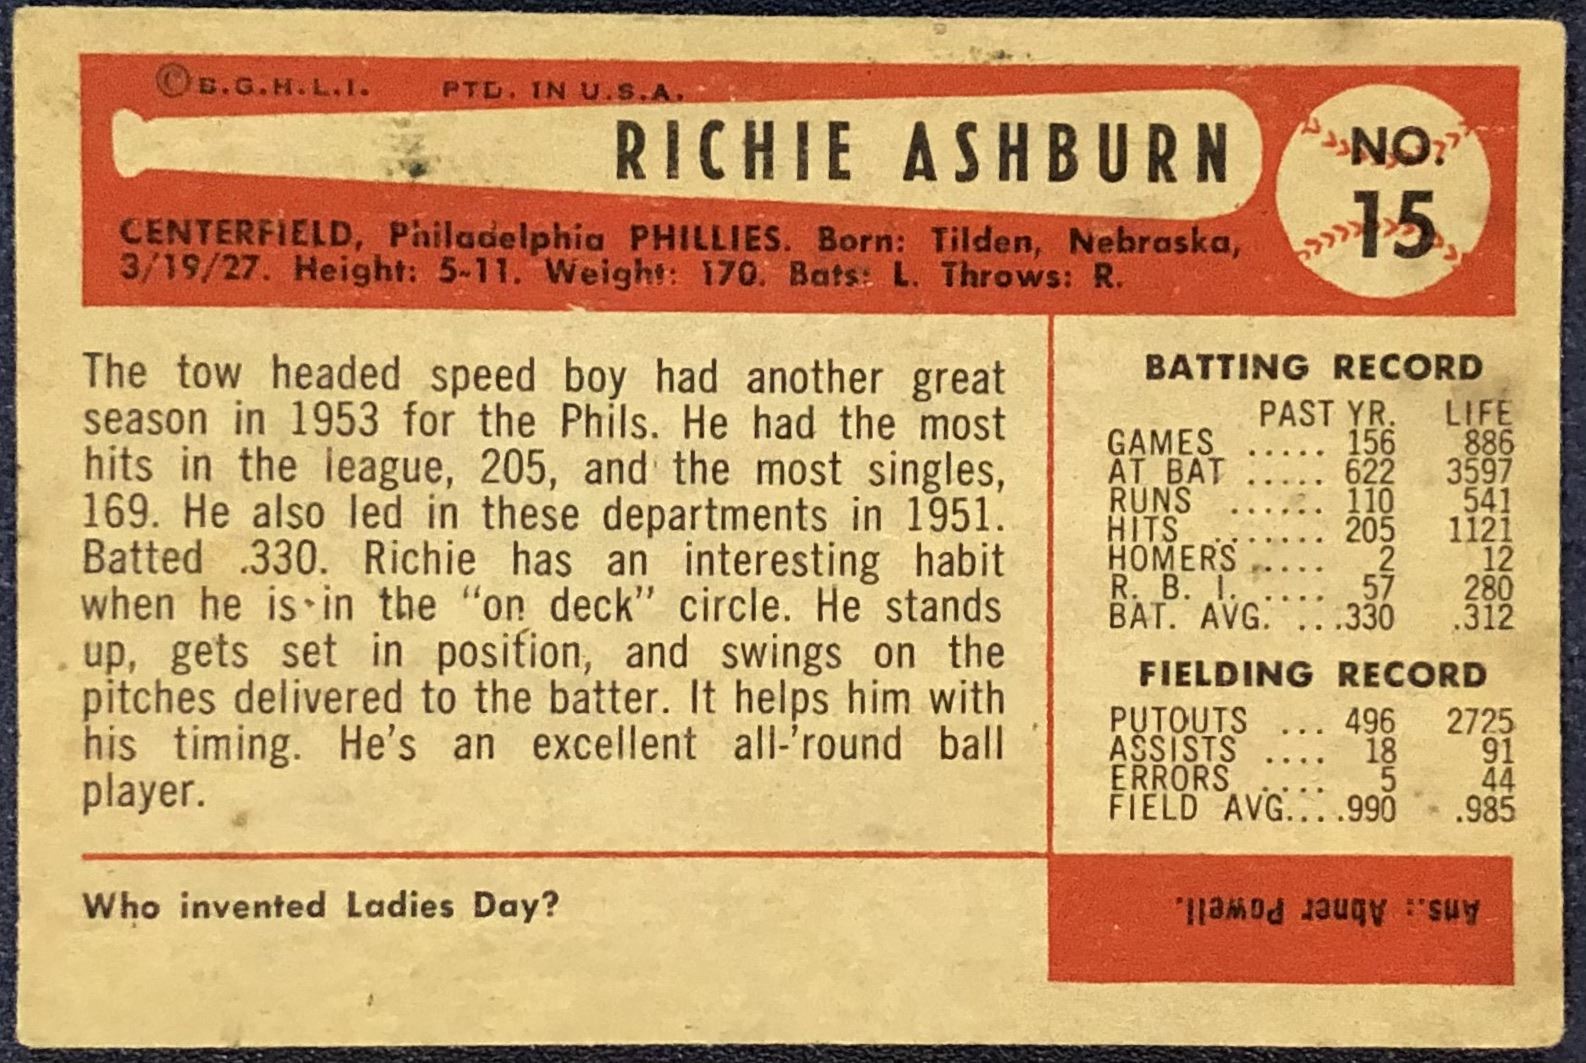 ©B.G.H.L.I. PTD. IN U.S.A.
RICHIE ASHBURN
NO.
15
CENTERFIELD, Philadelphia PHILLIES. Born: Tilden, Nebraska,
3/19/27. Height: 5-11. Weight: 170. Bats: L. Throws: R.
The tow headed speed boy had another great
season in 1953 for the Phils. He had the most
hits in the league, 205, and the most singles,
169. He also led in these departments in 1951.
Batted .330. Richie has an interesting habit
when he is in the “on deck” circle. He stands
up, gets set in position, and swings on the
pitches delivered to the batter. It helps him with
his timing. He's an excellent all-'round ball
player.
BATTING RECORD
PAST YR. LIFE
GAMES ..... 156 886
AT BAT ..... 622 3597
RUNS ...... 110 541
HITS ....... 205 1121
HOMERS ..... 2 12
R. B. I. .... 57 280
BAT. AVG. ....330 .312
FIELDING RECORD
PUTOUTS ... 496 2725
ASSISTS .... 18 91
ERRORS ..... 5 44
FIELD AVG....990 .985
Who invented Ladies Day?
Ans.: Abner Powell.